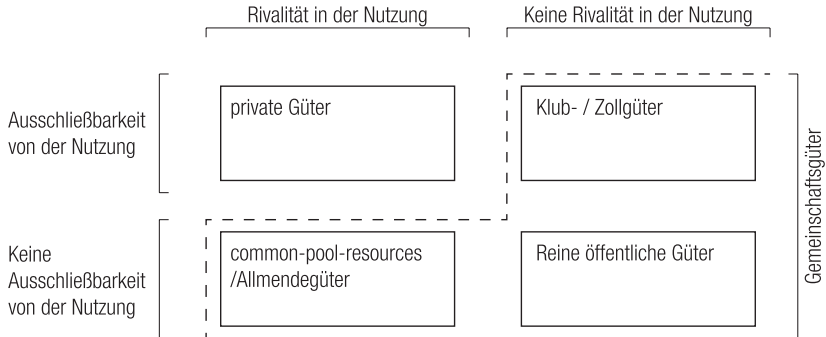 Rivalität in der Nutzung
Keine Rivalität in der Nutzung
Ausschließbarkeit
von der Nutzung
private Güter
Klub- / Zollgüter
Keine
Ausschließbarkeit
von der Nutzung
common-pool-resources
/Allmendegüter
Reine öffentliche Güter
Gemeinschaftsgüter